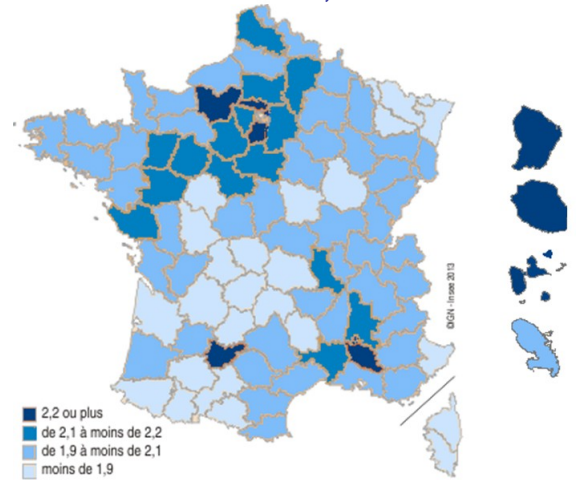 ©IGN - Insee 2013
2,2 ou plus
de 2,1 à moins de 2,2
de 1,9 à moins de 2,1
moins de 1,9